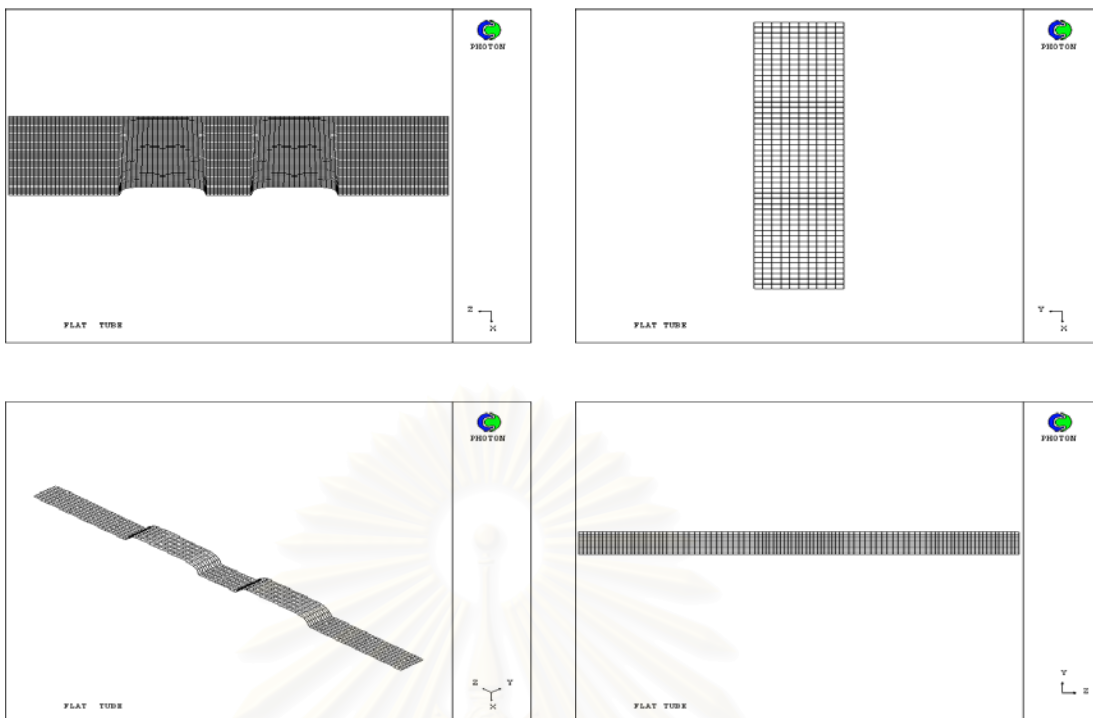 PHOTON
Z
X
FLAT TUBE
PHOTON
Y
X
FLAT TUBE
PHOTON
Z Y
X
FLAT TUBE
PHOTON
Y
Z
FLAT TUBE